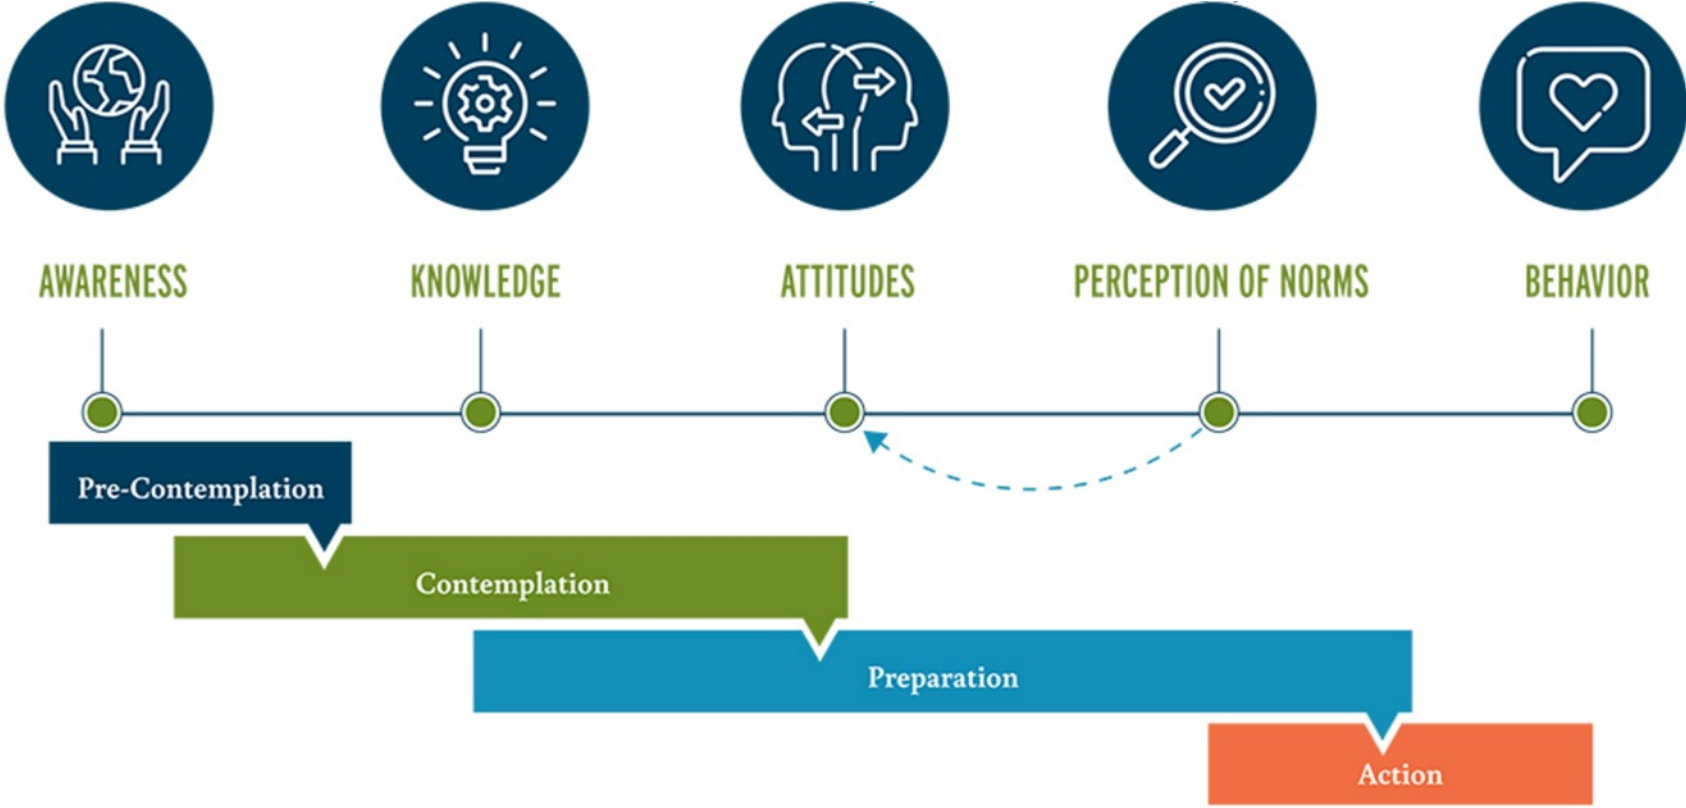 AWARENESS
KNOWLEDGE
ATTITUDES
PERCEPTION OF NORMS
BEHAVIOR
Pre-Contemplation
Contemplation
Preparation
Action